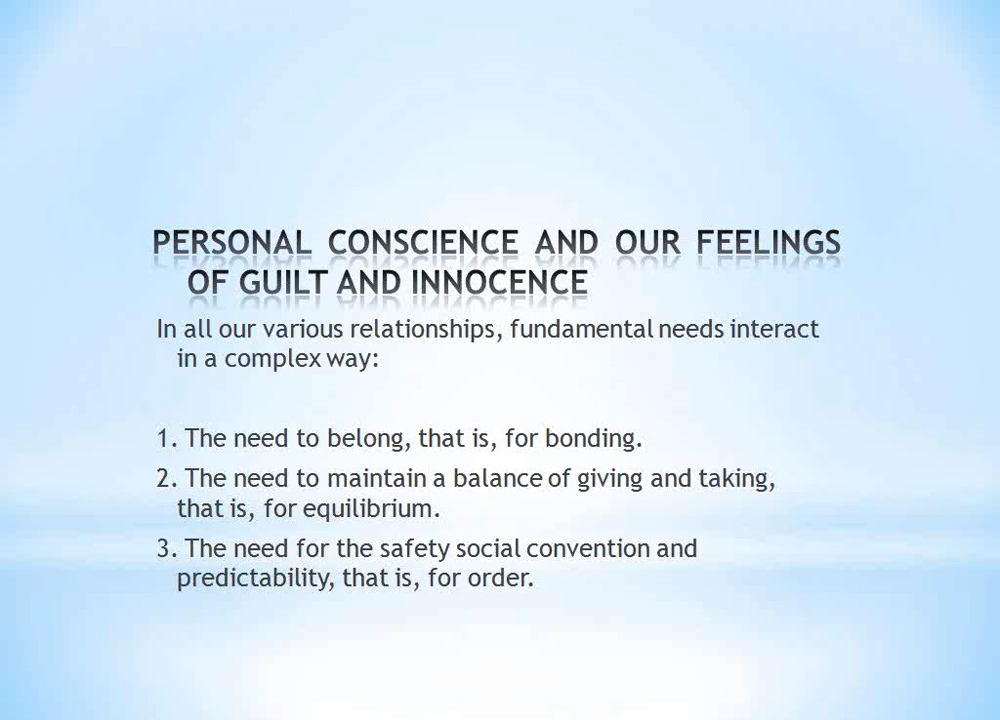 PERSONAL CONSCIENCE AND OUR FEELINGS
OF GUILT AND INNOCENCE
In all our various relationships, fundamental needs interact
in a complex way:
1. The need to belong, that is, for bonding.
2. The need to maintain a balance of giving and taking,
that is, for equilibrium.
3. The need for the safety social convention and
predictability, that is, for order.